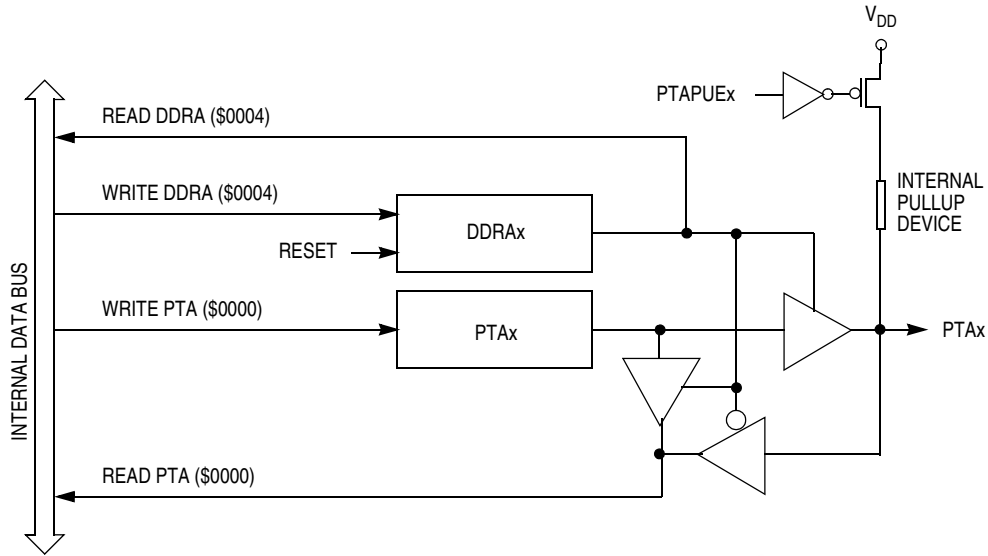 V_DD
PTAPUEx
READ DDRA ($0004)
WRITE DDRA ($0004)
INTERNAL
PULLUP
DEVICE
DDRAx
RESET
INTERNAL DATA BUS
WRITE PTA ($0000)
PTAx
PTAx
READ PTA ($0000)